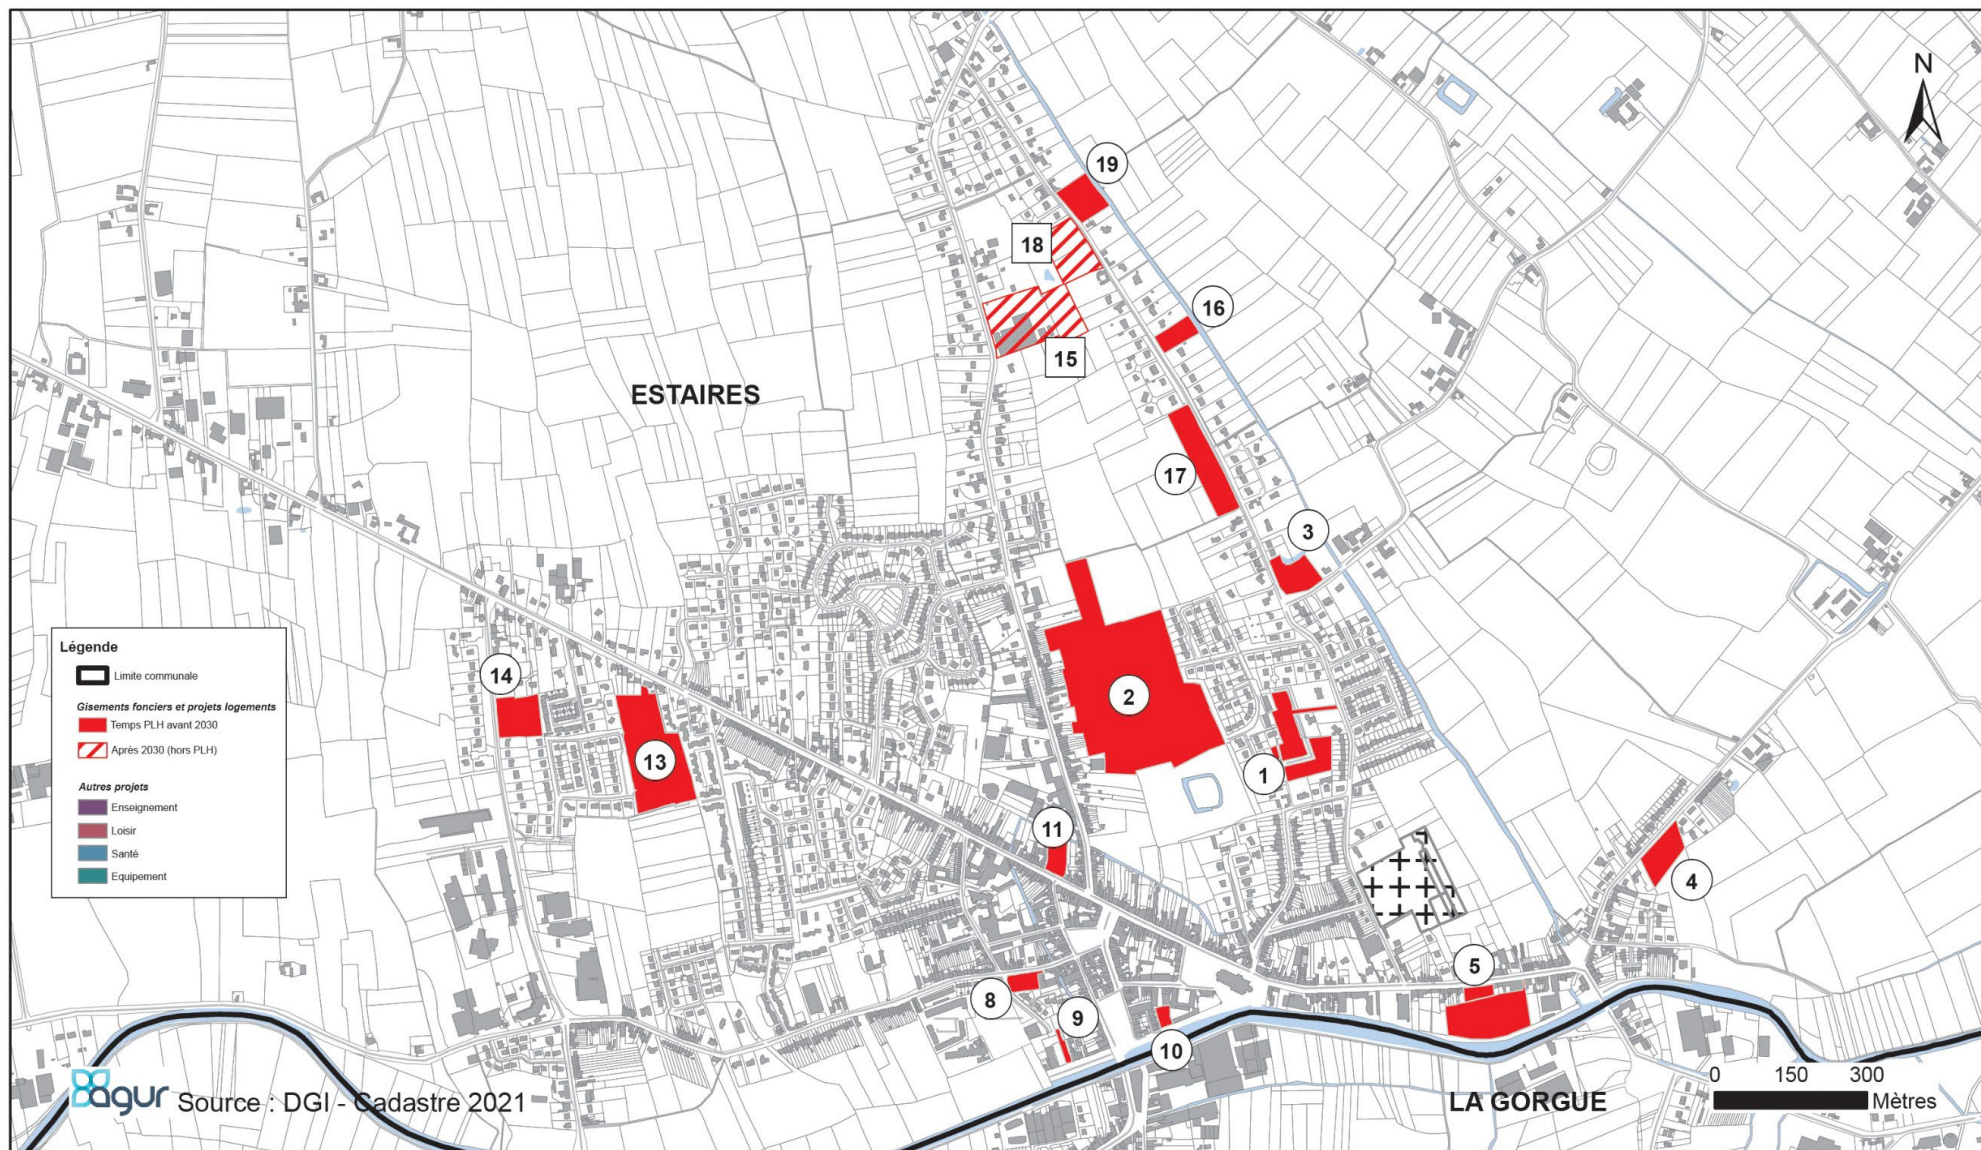 N
19
18
16
15
ESTAIRES
17
3
Légende
Limite communale
Gisements fonciers et projets logements
Temps PLH avant 2030
Après 2030 (hors PLH)
Autres projets
Enseignement
Loisir
Santé
Equipement
14
13
2
1
11
4
5
8
9
10
agur Source : DGI - Cadastre 2021
LA GORGUE
0 150 300
Mètres